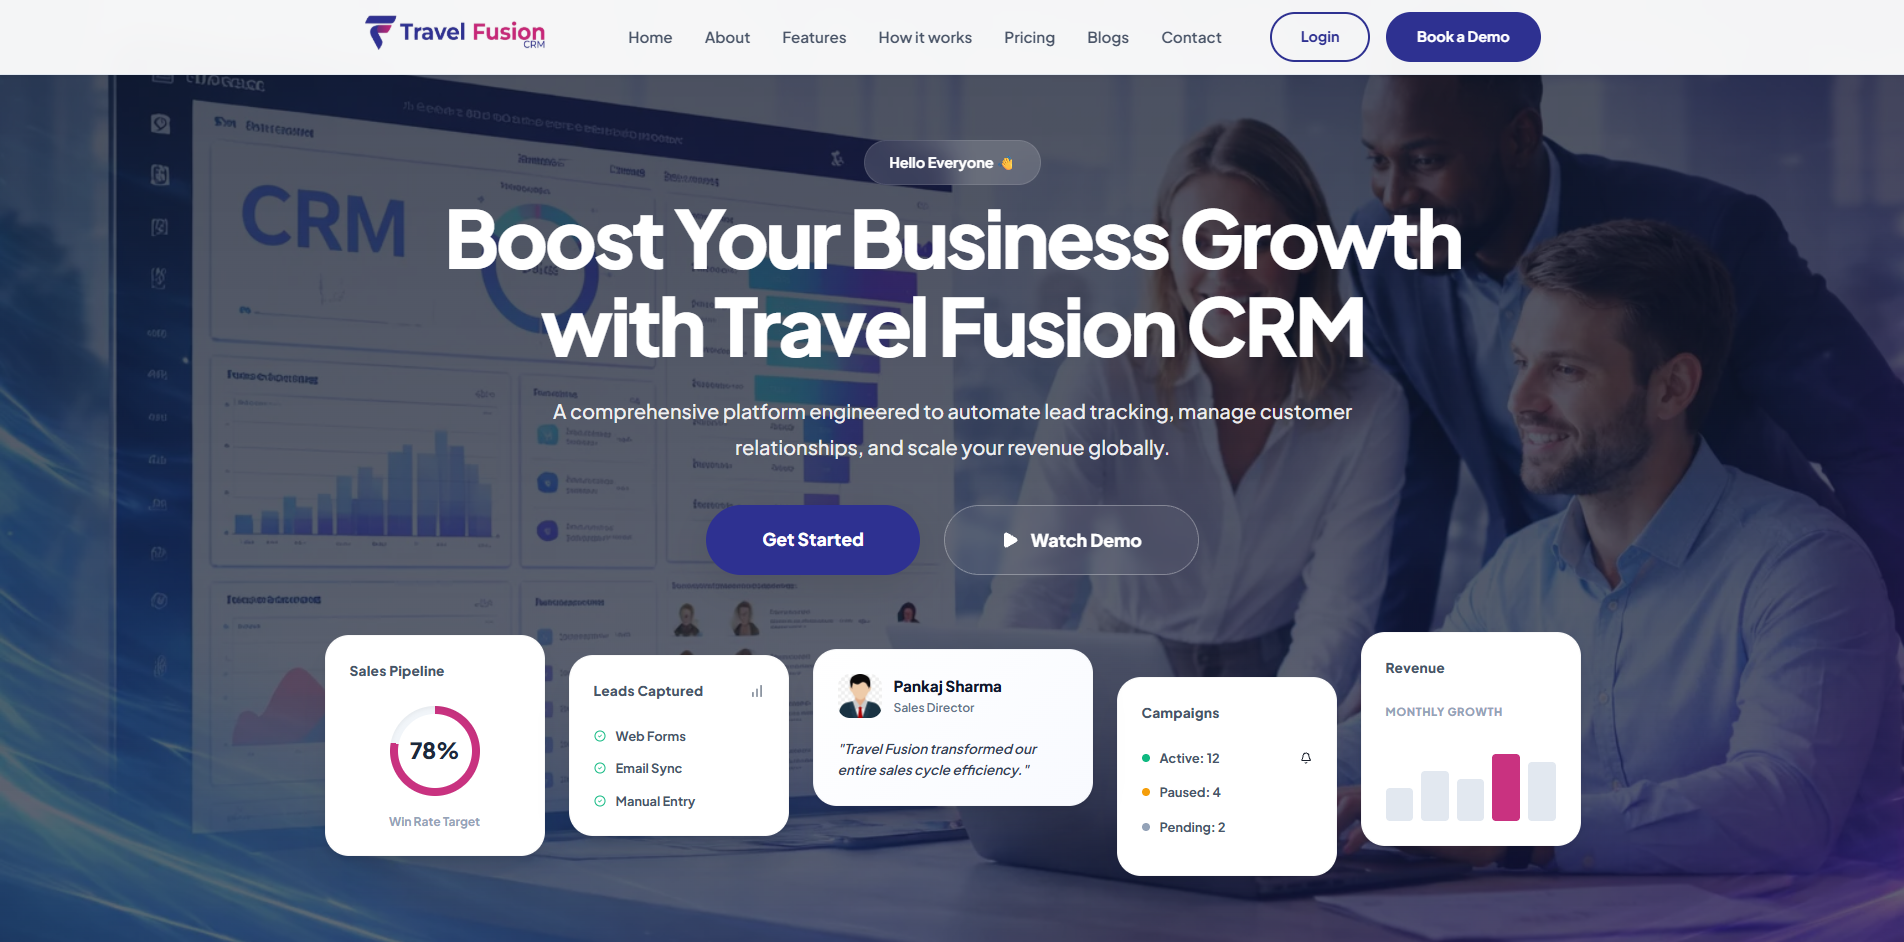 Travel Fusion
CRM
Home
About
Features
How it works
Pricing
Blogs
Contact
Login
Book a Demo
Hello Everyone 👋
CRM
Boost Your Business Growth
with Travel Fusion CRM
A comprehensive platform engineered to automate lead tracking, manage customer
relationships, and scale your revenue globally.
Get Started
Watch Demo
Sales Pipeline
78%
Win Rate Target
Leads Captured
Web Forms
Email Sync
Manual Entry
Pankaj Sharma
Sales Director
"Travel Fusion transformed our
entire sales cycle efficiency."
Campaigns
Active: 12
Paused: 4
Pending: 2
Revenue
MONTHLY GROWTH